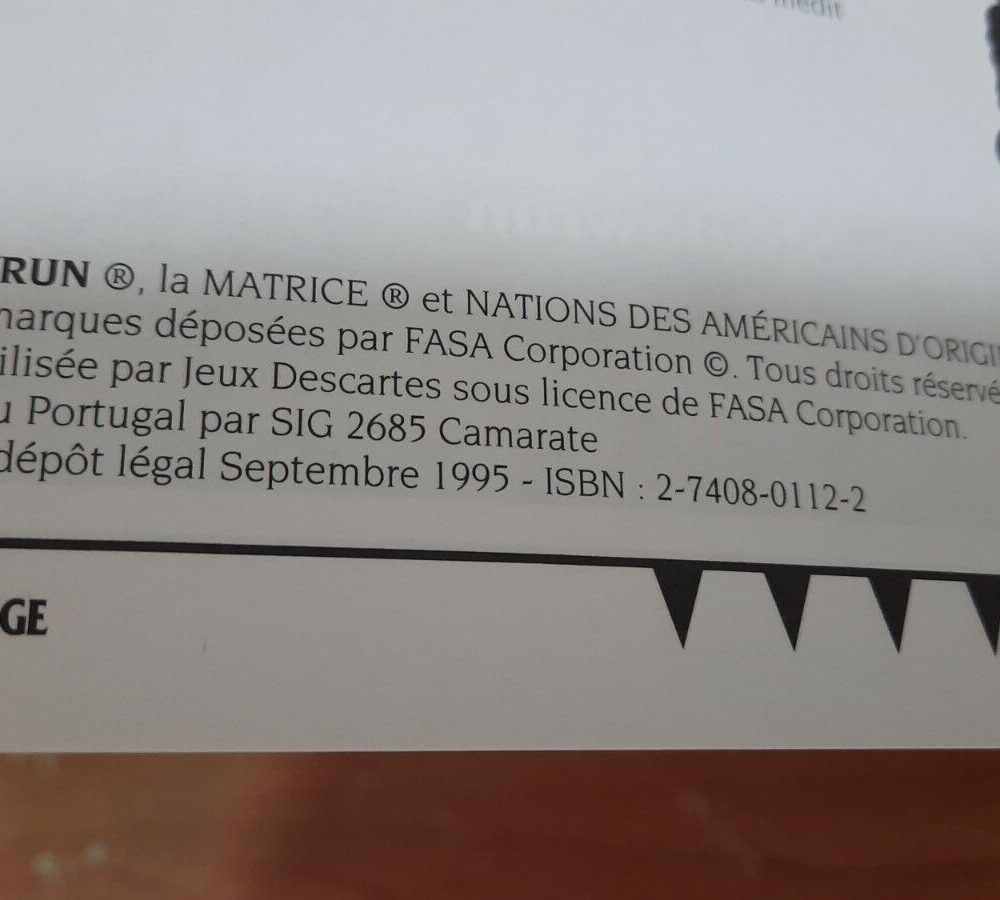 inédit
RUN ®, la MATRICE ® et NATIONS DES AMÉRICAINS D'ORIGI
marques déposées par FASA Corporation ©. Tous droits réservé
ilisée par Jeux Descartes sous licence de FASA Corporation.
u Portugal par SIG 2685 Camarate
dépôt légal Septembre 1995 - ISBN : 2-7408-0112-2
GE